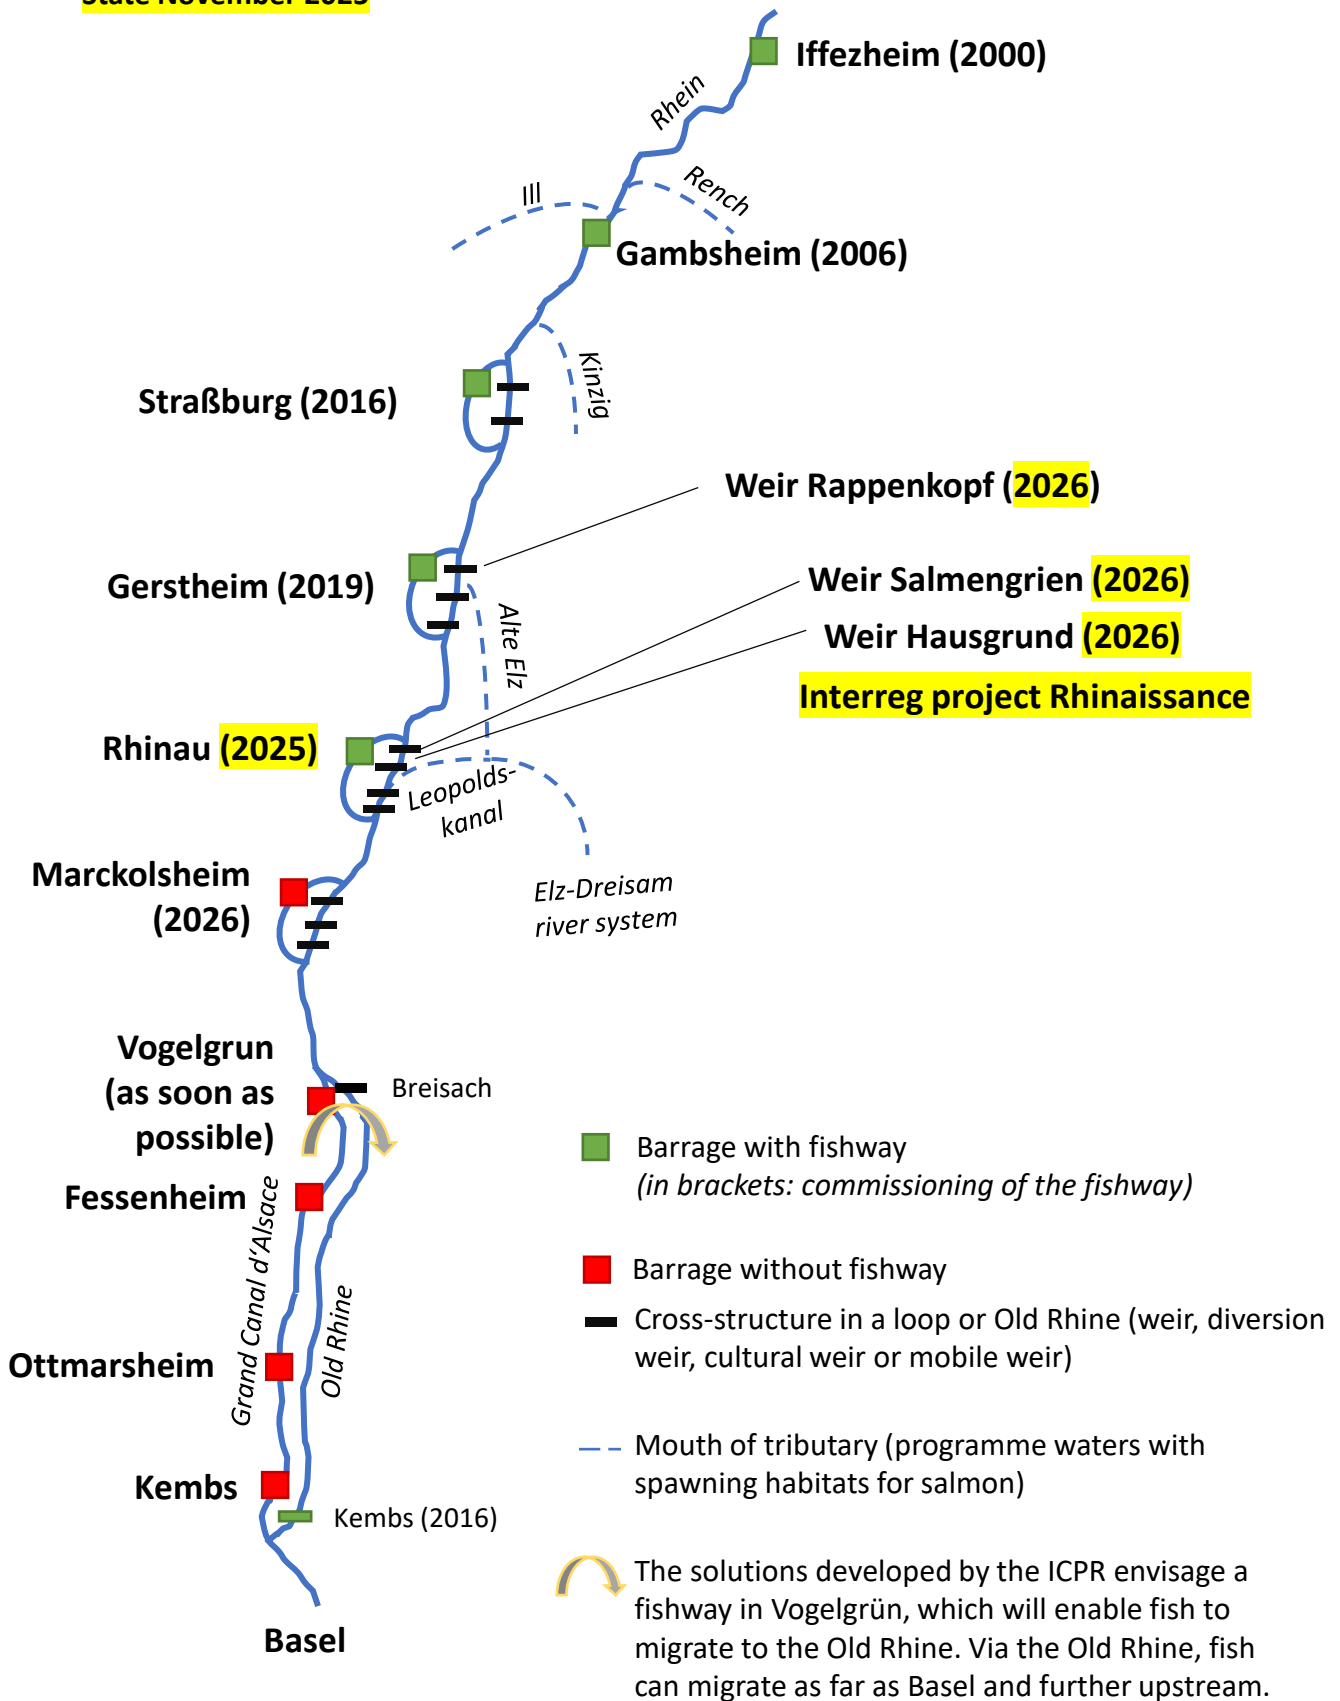 State November 2025
Iffezheim (2000)
Rhein
Rench
Ill
Gambsheim (2006)
Kinzig
Straßburg (2016)
Weir Rappenkopf (2026)
Gerstheim (2019)
Weir Salmengrien (2026)
Alte Elz
Weir Hausgrund (2026)
Interreg project Rhinaissance
Rhinau (2025)
Leopolds-
kanal
Marckolsheim
(2026)
Elz-Dreisam
river system
Vogelgrun
(as soon as
possible)
Breisach
Fessenheim
Grand Canal d‘Alsace
Old Rhine
Ottmarsheim
Kembs
Kembs (2016)
Basel
Barrage with fishway
(in brackets: commissioning of the fishway)
Barrage without fishway
Cross-structure in a loop or Old Rhine (weir, diversion
weir, cultural weir or mobile weir)
Mouth of tributary (programme waters with
spawning habitats for salmon)
The solutions developed by the ICPR envisage a
fishway in Vogelgrün, which will enable fish to
migrate to the Old Rhine. Via the Old Rhine, fish
can migrate as far as Basel and further upstream.